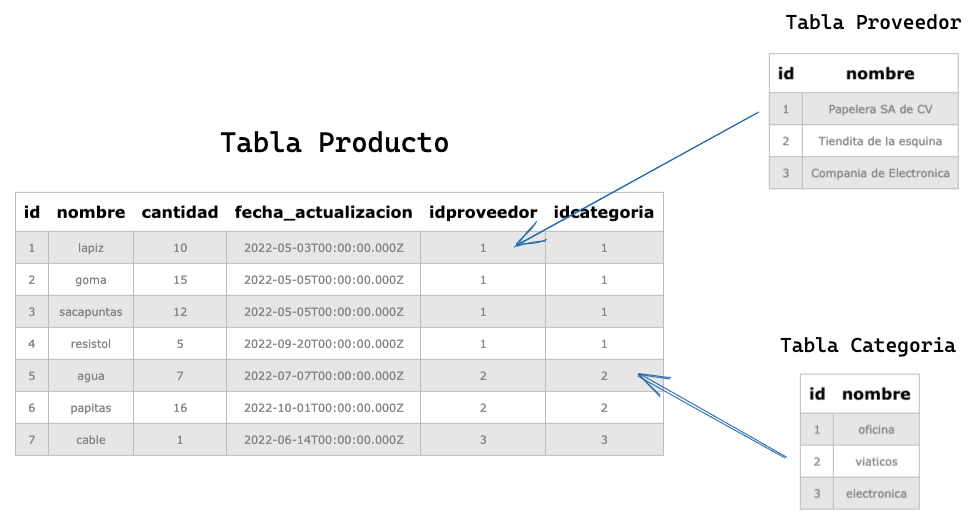 Tabla Proveedor
id nombre
1 Papelera SA de CV
2 Tiendita de la esquina
3 Compania de Electronica
Tabla Producto
id nombre cantidad fecha_actualizacion idproveedor idcategoria
1 lapiz 10 2022-05-03T00:00:00.000Z 1 1
2 goma 15 2022-05-05T00:00:00.000Z 1 1
3 sacapuntas 12 2022-05-05T00:00:00.000Z 1 1
4 resistol 5 2022-09-20T00:00:00.000Z 1 1
5 agua 7 2022-07-07T00:00:00.000Z 2 2
6 papitas 16 2022-10-01T00:00:00.000Z 2 2
7 cable 1 2022-06-14T00:00:00.000Z 3 3
Tabla Categoria
id nombre
1 oficina
2 viaticos
3 electronica